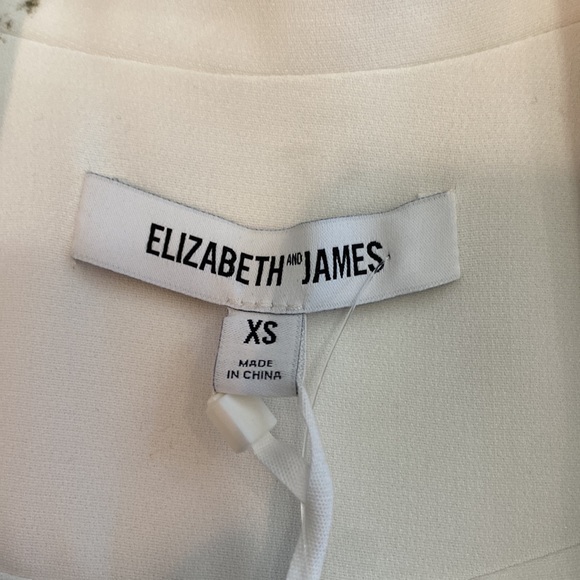 ELIZABETH AND JAMES
XS
MADE
IN CHINA